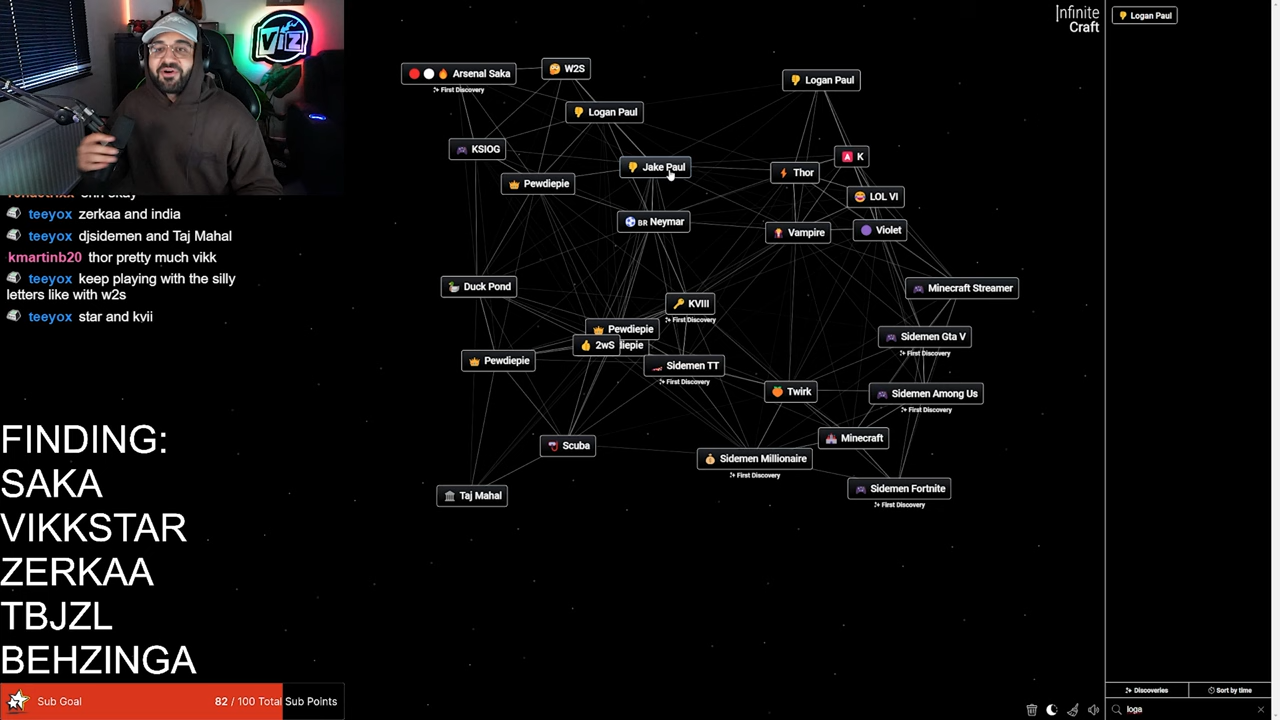 VIZ
shh okay
teeyox zerkaa and india
teeyox djsidemen and Taj Mahal
kmartinb20 thor pretty much vikk
teeyox keep playing with the silly
letters like with w2s
teeyox star and kvii
FINDING:
SAKA
VIKKSTAR
ZERKAA
TBJZL
BEHZINGA
Sub Goal 82 / 100 Total Sub Points
Infinite
Craft
Logan Paul
Arsenal Saka
First Discovery
W2S
Logan Paul
Logan Paul
KSIOG
Jake Paul
A K
Pewdiepie
Thor
LOL VI
BR Neymar
Vampire
Violet
Duck Pond
Minecraft Streamer
KVIII
First Discovery
Pewdiepie
2wS
diepie
Sidemen Gta V
First Discovery
Pewdiepie
Sidemen TT
First Discovery
Twirk
Sidemen Among Us
First Discovery
Scuba
Minecraft
Sidemen Millionaire
First Discovery
Taj Mahal
Sidemen Fortnite
First Discovery
Discoveries
Sort by time
loga